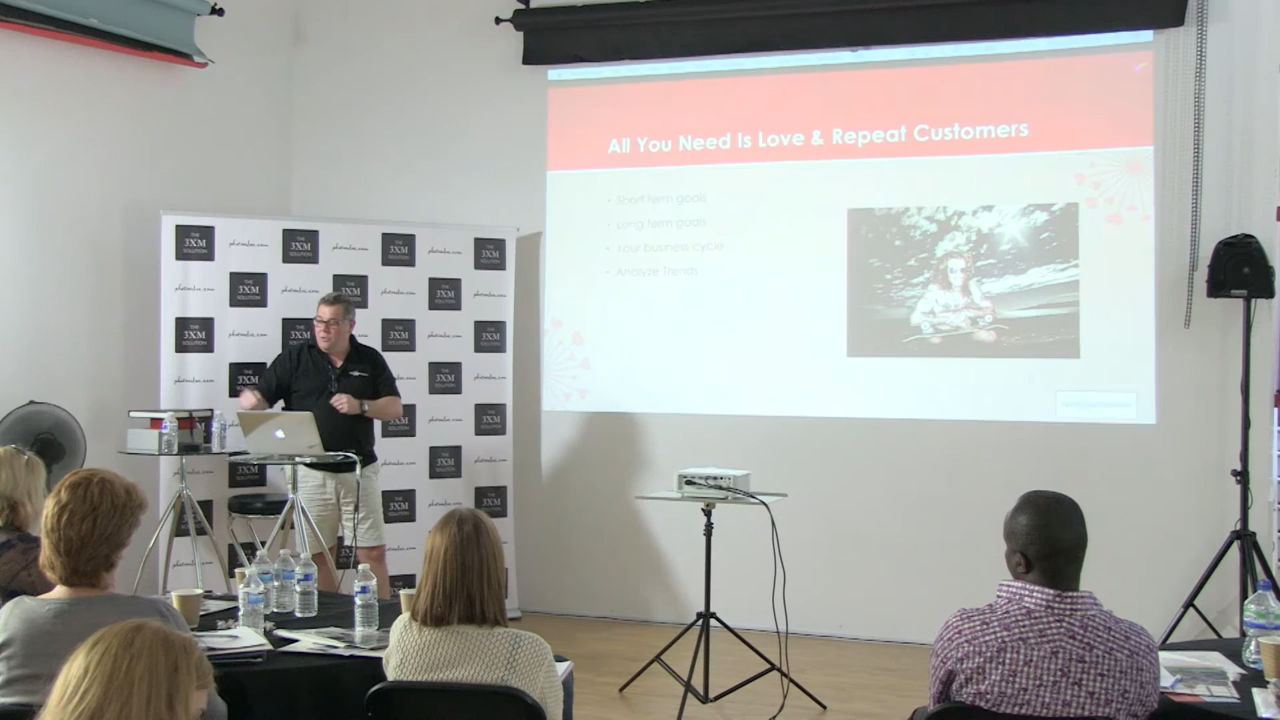 All You Need Is Love & Repeat Customers
• Short term goals
• Long term goals
• Your business cycle
• Analyze Trends
THE
3XM
SOLUTION